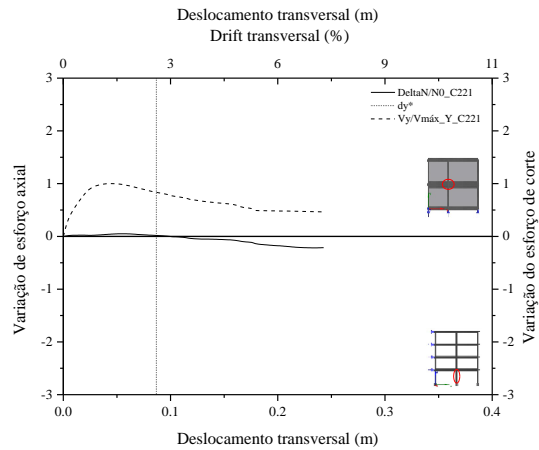 Deslocamento transversal (m)
Drift transversal (%)
0 3 5 8 11
Variação de esforço axial
3
2
1
0
-1
-2
-3
DeltaN/N0_C221
dy*
Vy/Vmáx_Y_C221
3
2
1
0
-1
-2
-3
Variação do esforço de corte
0.0 0.1 0.2 0.3 0.4
Deslocamento transversal (m)